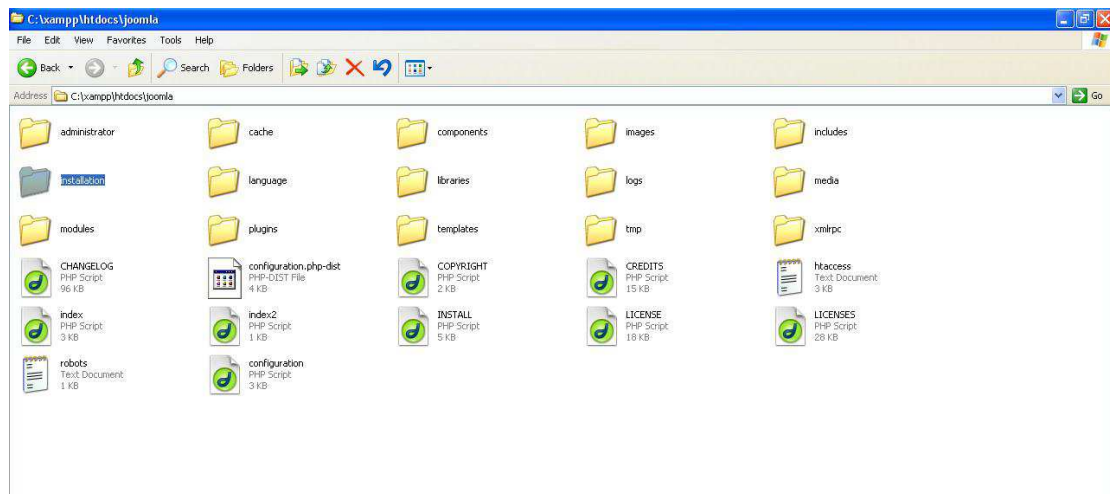 C:\xampp\htdocs\joomla
File Edit View Favorites Tools Help
Back Search Folders
Address C:\xampp\htdocs\joomla Go
administrator cache components images includes
installation language libraries logs media
modules plugins templates tmp xmlrpc
CHANGELOG configuration.php-dist COPYRIGHT CREDITS htaccess
PHP Script PHP-DIST File PHP Script PHP Script Text Document
96 KB 4 KB 2 KB 15 KB 3 KB
index index2 INSTALL LICENSE LICENSES
PHP Script PHP Script PHP Script PHP Script PHP Script
3 KB 1 KB 5 KB 18 KB 28 KB
robots configuration
Text Document PHP Script
1 KB 3 KB